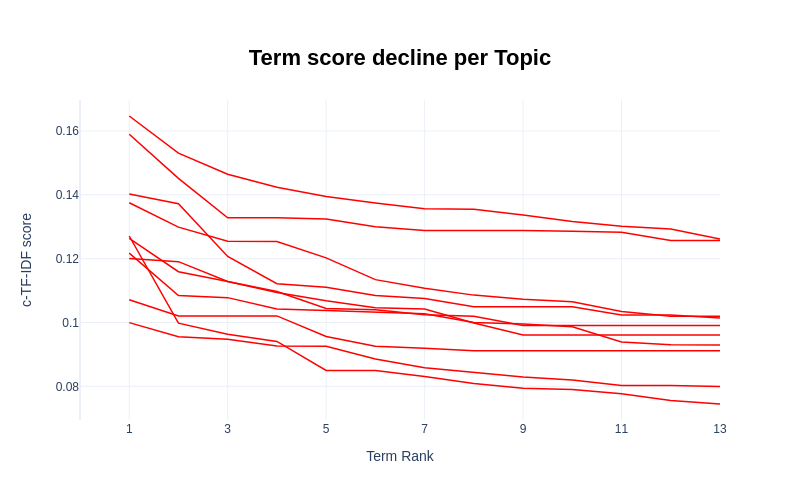 Term score decline per Topic
c-TF-IDF score
0.16
0.14
0.12
0.1
0.08
1 3 5 7 9 11 13
Term Rank